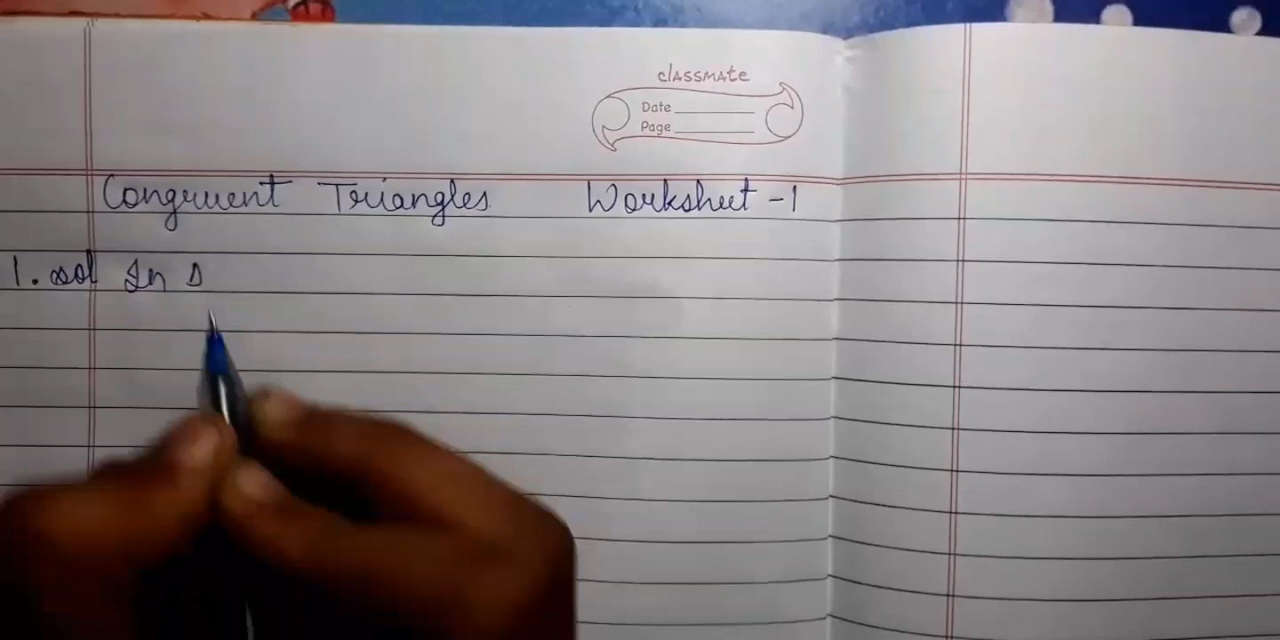 classmate
Date
Page
Congruent Triangles Worksheet - 1
1. sol In Δ